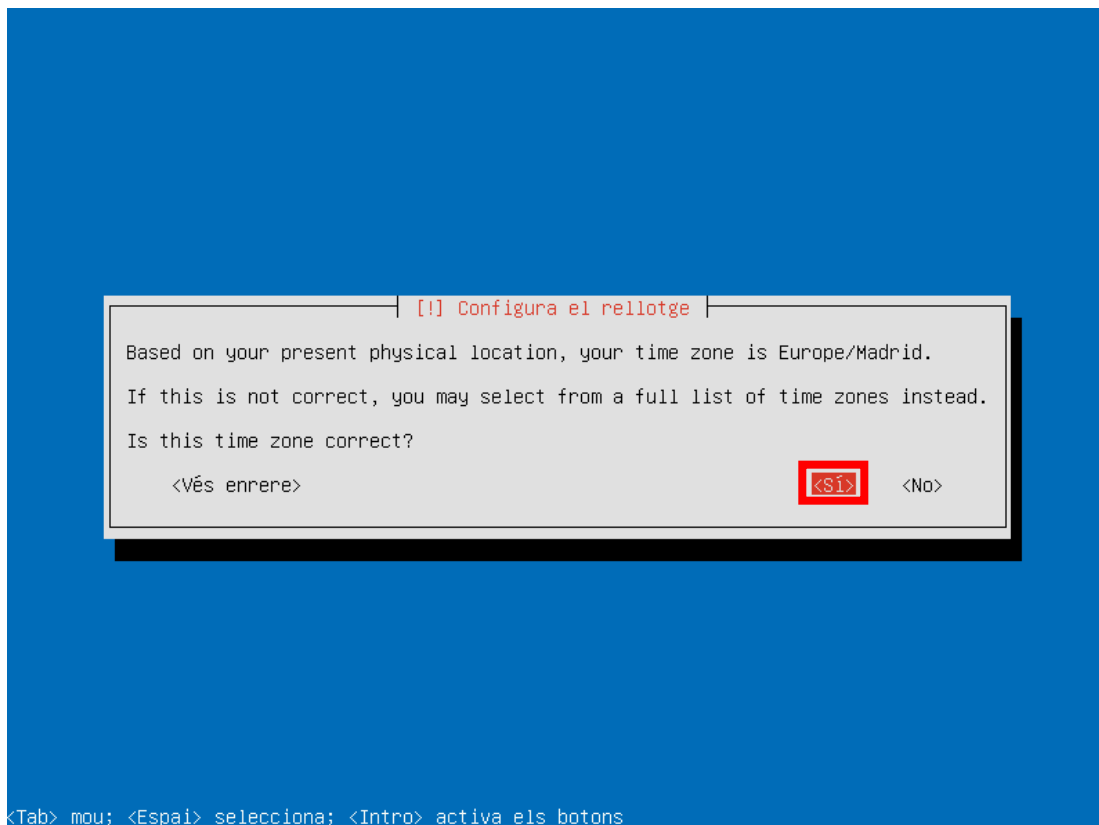 [!] Configura el rellotge
Based on your present physical location, your time zone is Europe/Madrid.
If this is not correct, you may select from a full list of time zones instead.
Is this time zone correct?
<Vés enrere> <Sí> <No>
<Tab> mou; <Espai> selecciona; <Intro> activa els botons